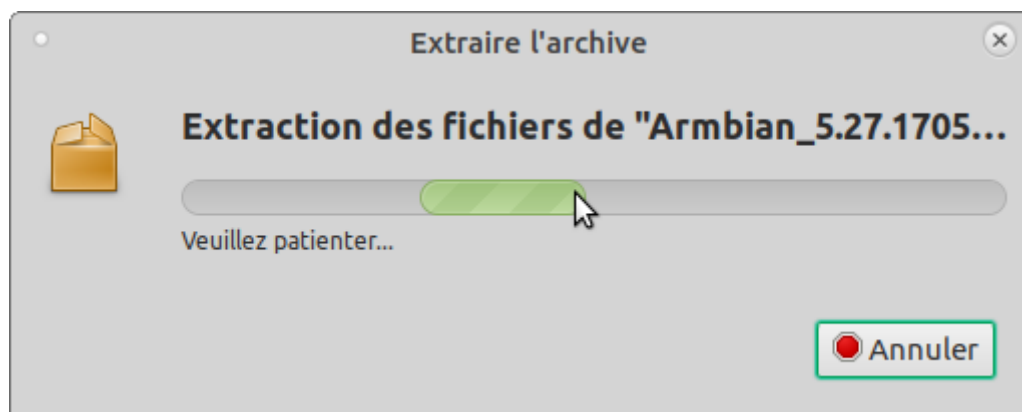 Extraire l'archive
Extraction des fichiers de "Armbian_5.27.1705...
Veuillez patienter...
Annuler